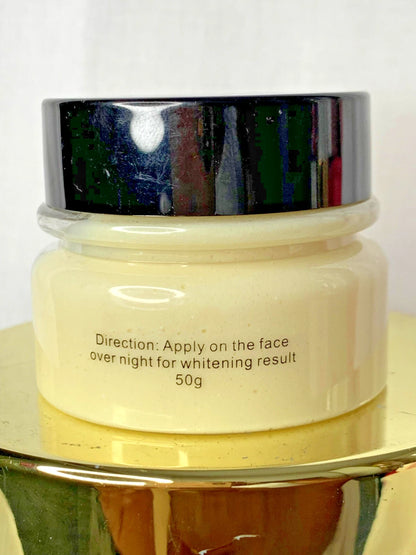 Direction: Apply on the face
over night for whitening result
50g